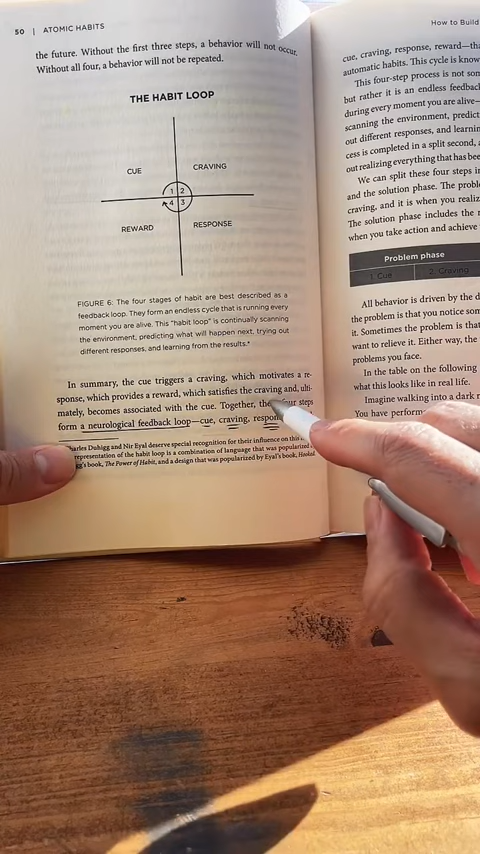 50 | ATOMIC HABITS
the future. Without the first three steps, a behavior will not occur.
Without all four, a behavior will not be repeated.
THE HABIT LOOP
CUE
CRAVING
1 2
4 3
REWARD
RESPONSE
FIGURE 6: The four stages of habit are best described as a
feedback loop. They form an endless cycle that is running every
moment you are alive. This "habit loop" is continually scanning
the environment, predicting what will happen next, trying out
different responses, and learning from the results.*
In summary, the cue triggers a craving, which motivates a re-
sponse, which provides a reward, which satisfies the craving and, ulti-
mately, becomes associated with the cue. Together, the four steps
form a neurological feedback loop—cue, craving,
Charles Duhigg and Nir Eyal deserve special recognition for their influence on this
representation of the habit loop is a combination of language that was popularized
book, The Power of Habit, and a design that was popularized by Eyal's book, Hooked
How to Build
cue, craving, response, reward—
automatic habits. This cycle is know
This four-step process is not
but rather it is an endless feedback
during every moment you are alive—
scanning the environment,
out different responses, and
cess is completed in a split second,
out realizing everything that has
We can split these four steps
and the solution phase. The
craving, and it is when you
The solution phase includes the
when you take action and achieve
Problem phase
1. Cue
2. Craving
All behavior is driven by the
the problem is that you notice
it. Sometimes the problem is that
want to relieve it. Either way, the
problems you face.
In the table on the following
what this looks like in real life.
Imagine walking into a dark
You have